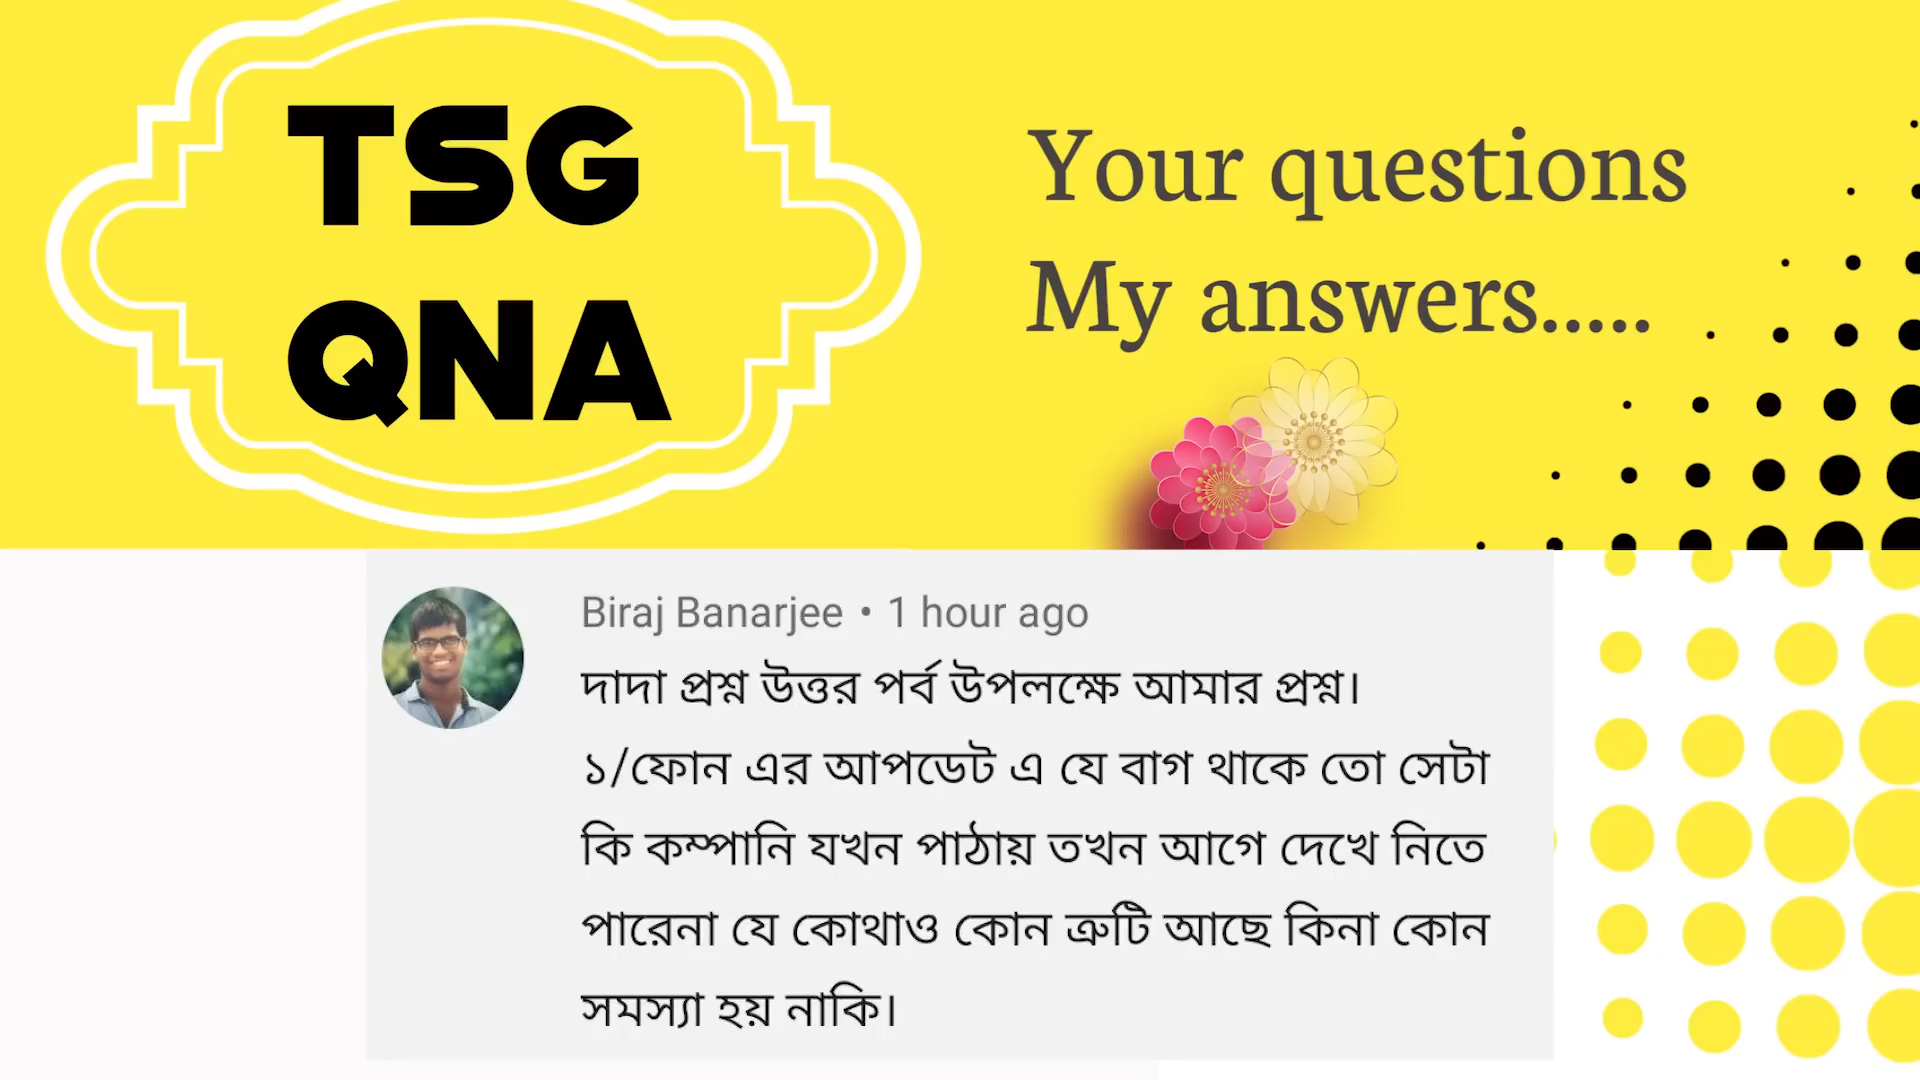 TSG
QNA
Your questions
My answers.....
Biraj Banarjee • 1 hour ago
দাদা প্রশ্ন উত্তর পর্ব উপলক্ষে আমার প্রশ্ন।
১/ফোন এর আপডেট এ যে বাগ থাকে তো সেটা
কি কম্পানি যখন পাঠায় তখন আগে দেখে নিতে
পারেনা যে কোথাও কোন ত্রুটি আছে কিনা কোন
সমস্যা হয় নাকি।